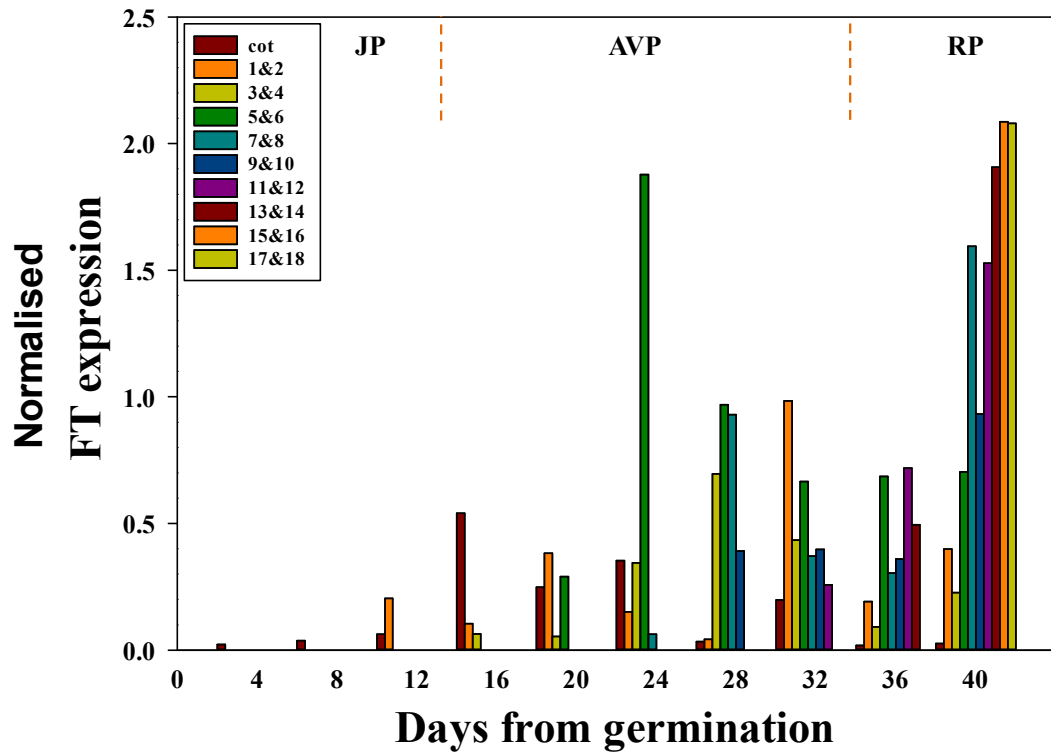 2.5
2.0
1.5
1.0
0.5
0.0
JP
AVP
RP
cot
1&2
3&4
5&6
7&8
9&10
11&12
13&14
15&16
17&18
Normalised
FT expression
0 4 8 12 16 20 24 28 32 36 40
Days from germination